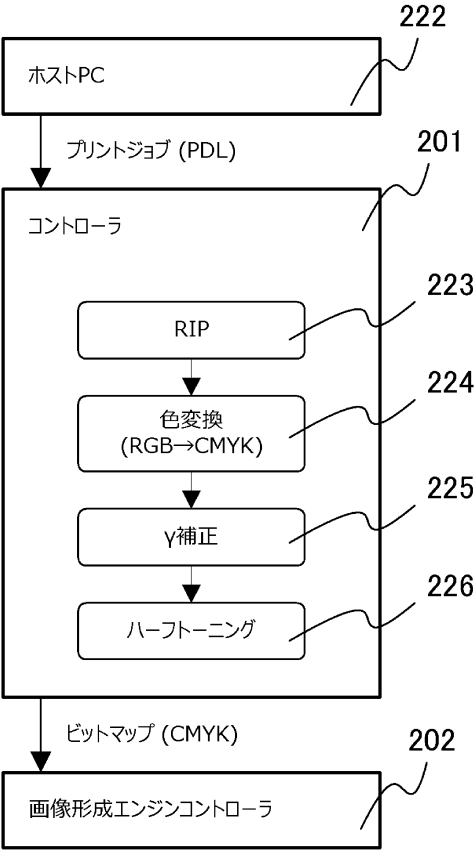 222
ホストPC
プリントジョブ (PDL)
201
コントローラ
223
RIP
224
色変換
(RGB→CMYK)
225
γ補正
226
ハーフトーニング
ビットマップ (CMYK)
202
画像形成エンジンコントローラ